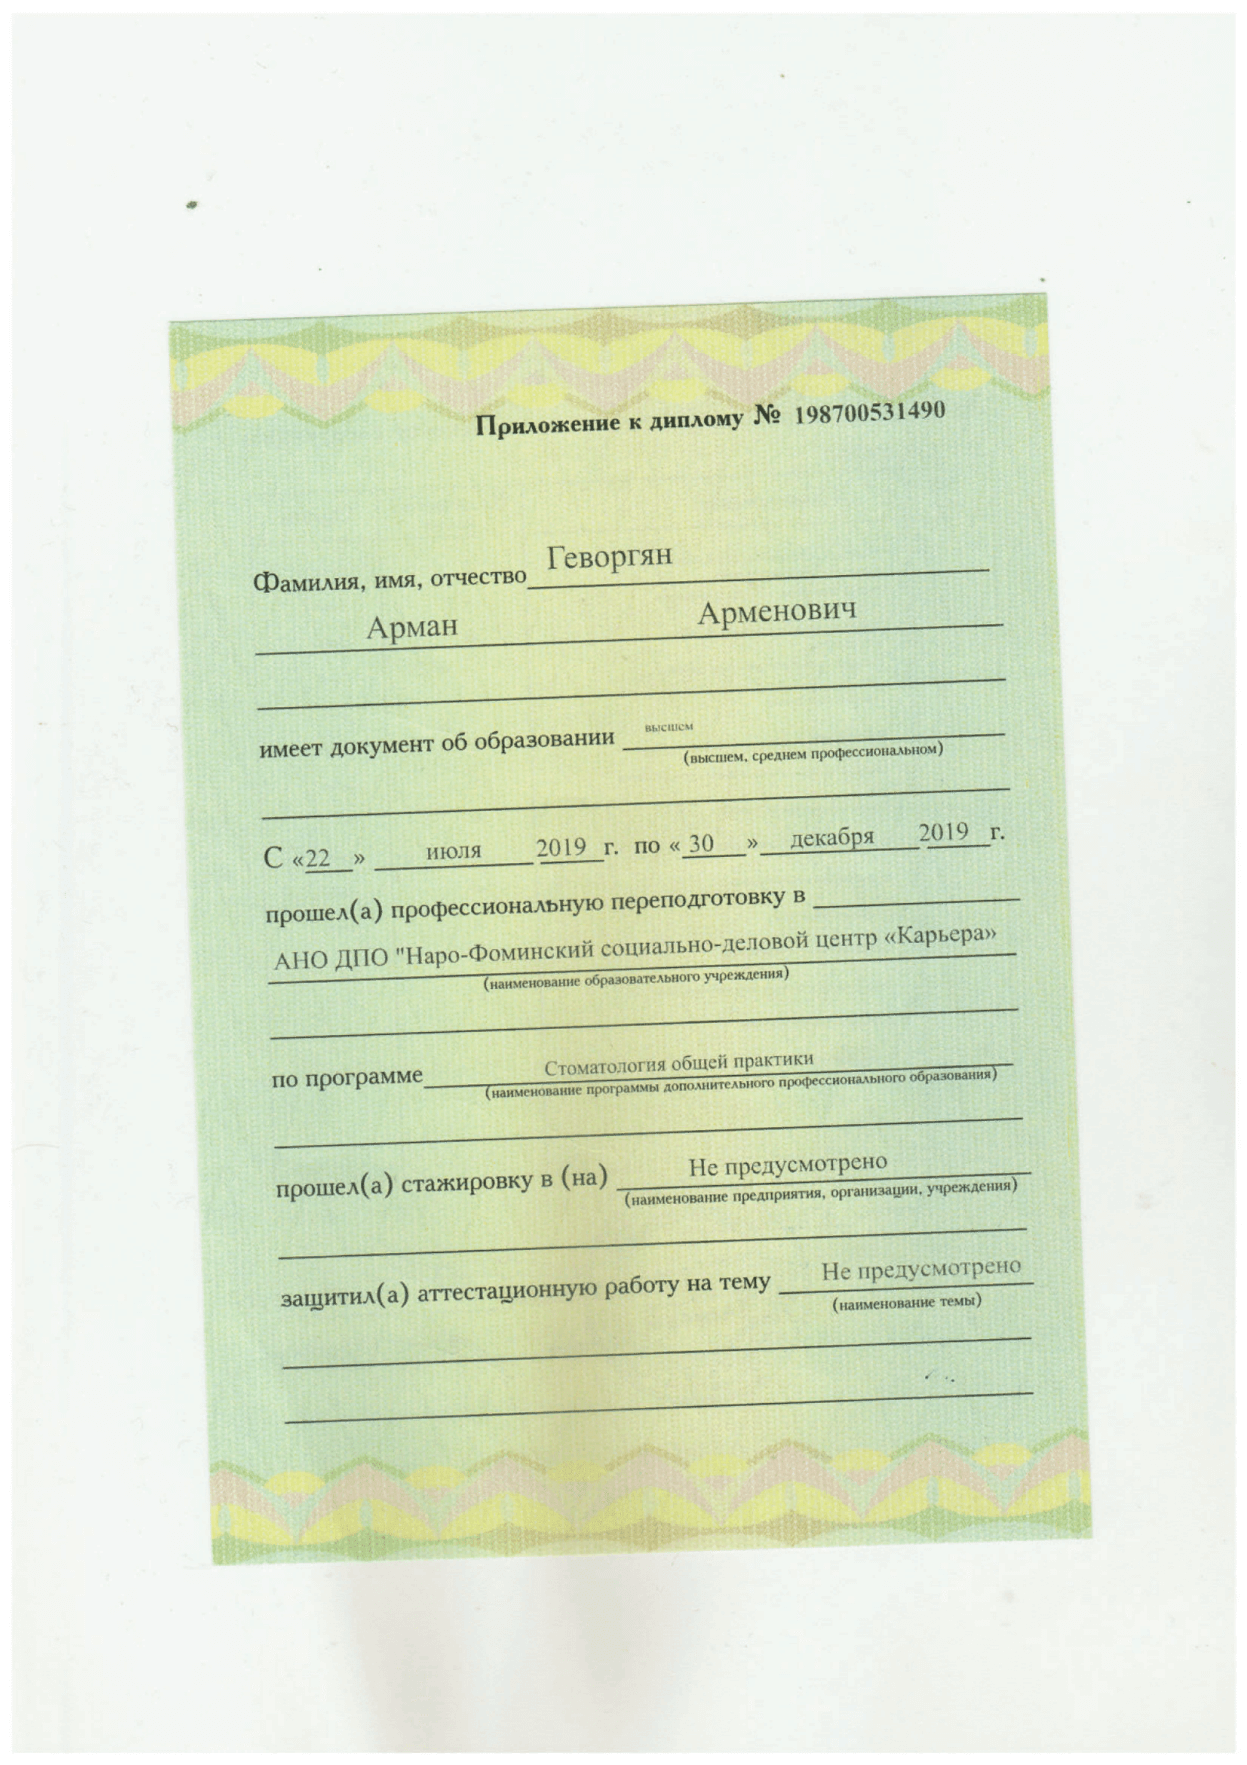 Приложение к диплому № 198700531490
Фамилия, имя, отчество Геворгян
Арман Арменович
имеет документ об образовании высшем
(высшем, среднем профессиональном)
С «22» июля 2019 г. по «30» декабря 2019 г.
прошел(а) профессиональную переподготовку в
АНО ДПО "Наро-Фоминский социально-деловой центр «Карьера»
(наименование образовательного учреждения)
по программе Стоматология общей практики
(наименование программы дополнительного профессионального образования)
прошел(а) стажировку в (на) Не предусмотрено
(наименование предприятия, организации, учреждения)
защитил(а) аттестационную работу на тему Не предусмотрено
(наименование темы)